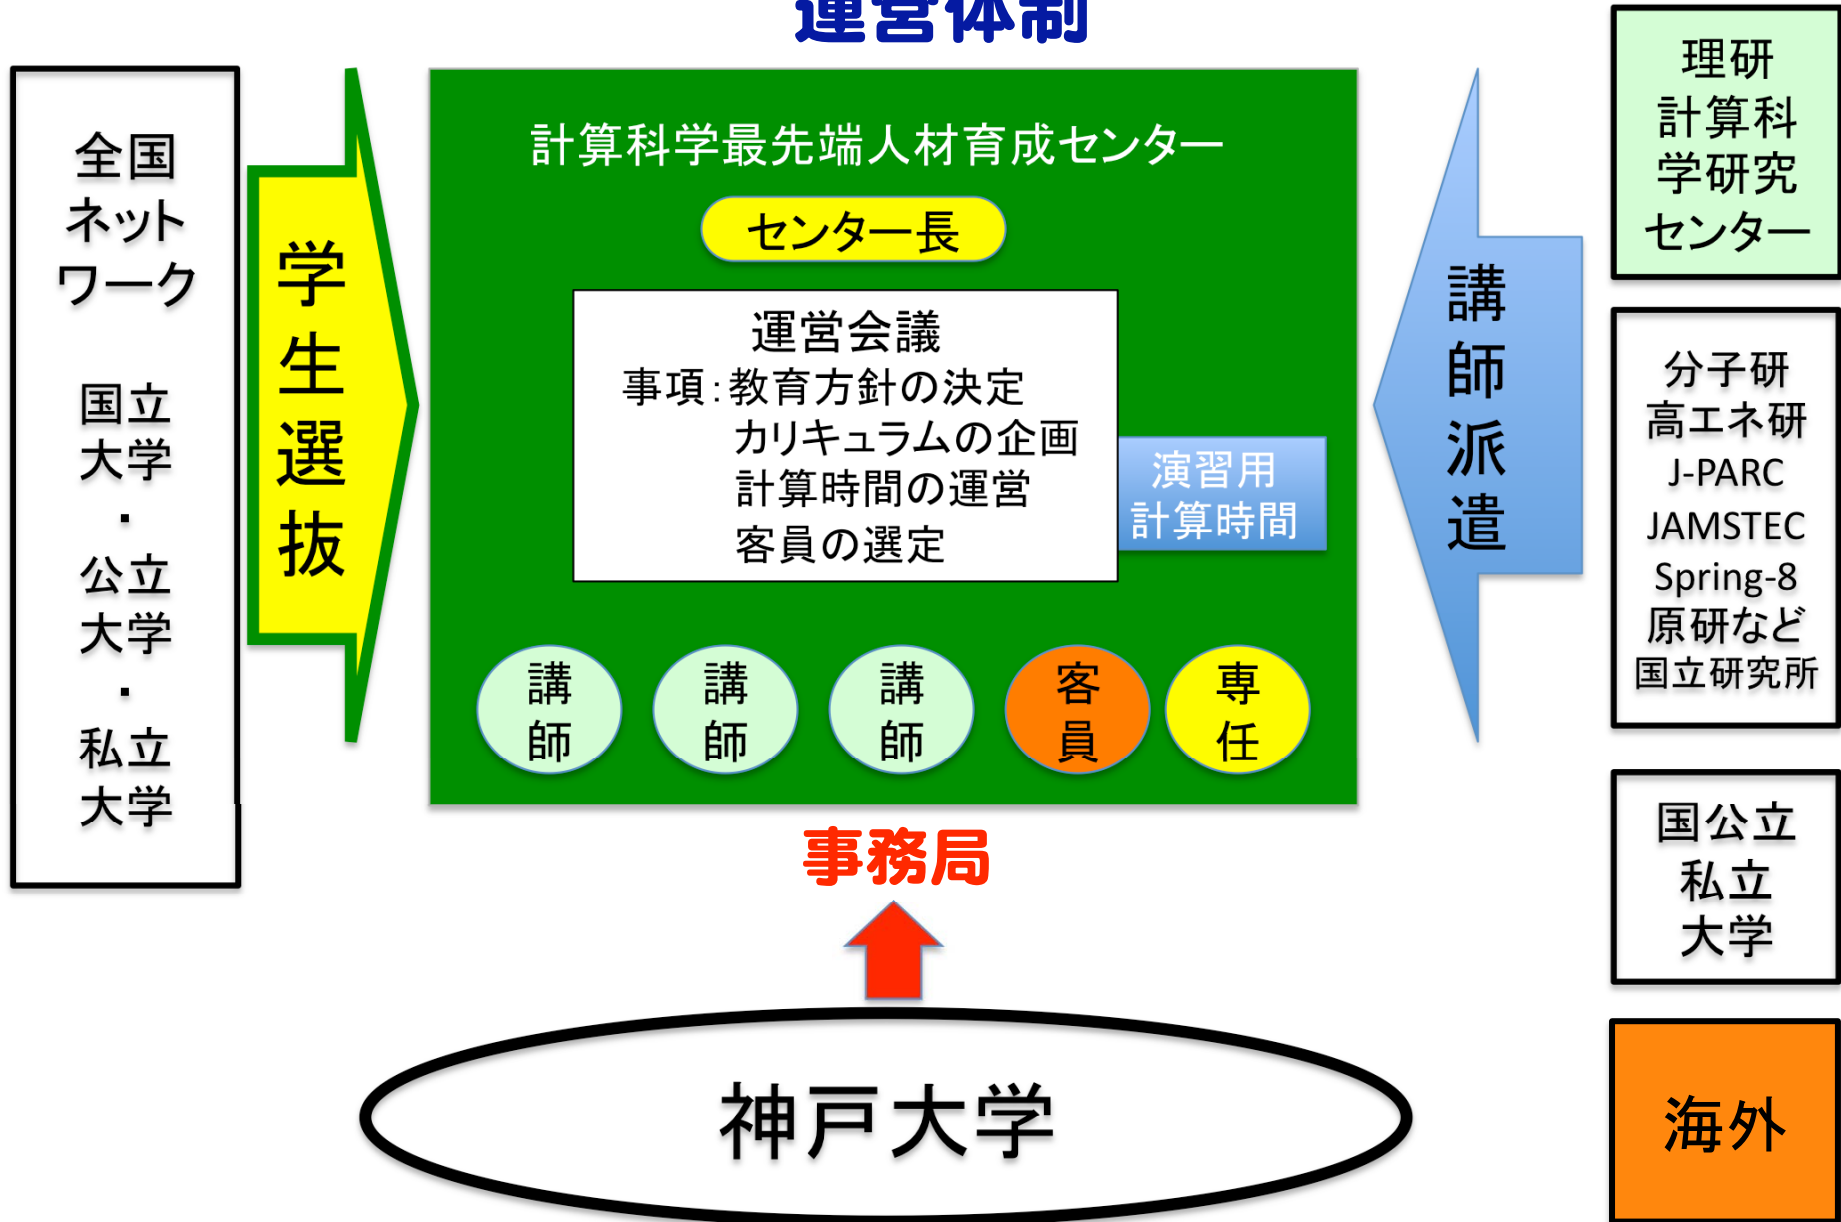 運営体制
全国
ネット
ワーク
国立
大学
・
公立
大学
・
私立
大学
学
生
選
抜
計算科学最先端人材育成センター
センター長
運営会議
事項：教育方針の決定
カリキュラムの企画
計算時間の運営
客員の選定
演習用
計算時間
講
師
講
師
講
師
客
員
専
任
事務局
神戸大学
講
師
派
遣
理研
計算科
学研究
センター
分子研
高エネ研
J-PARC
JAMSTEC
Spring-8
原研など
国立研究所
国公立
私立
大学
海外